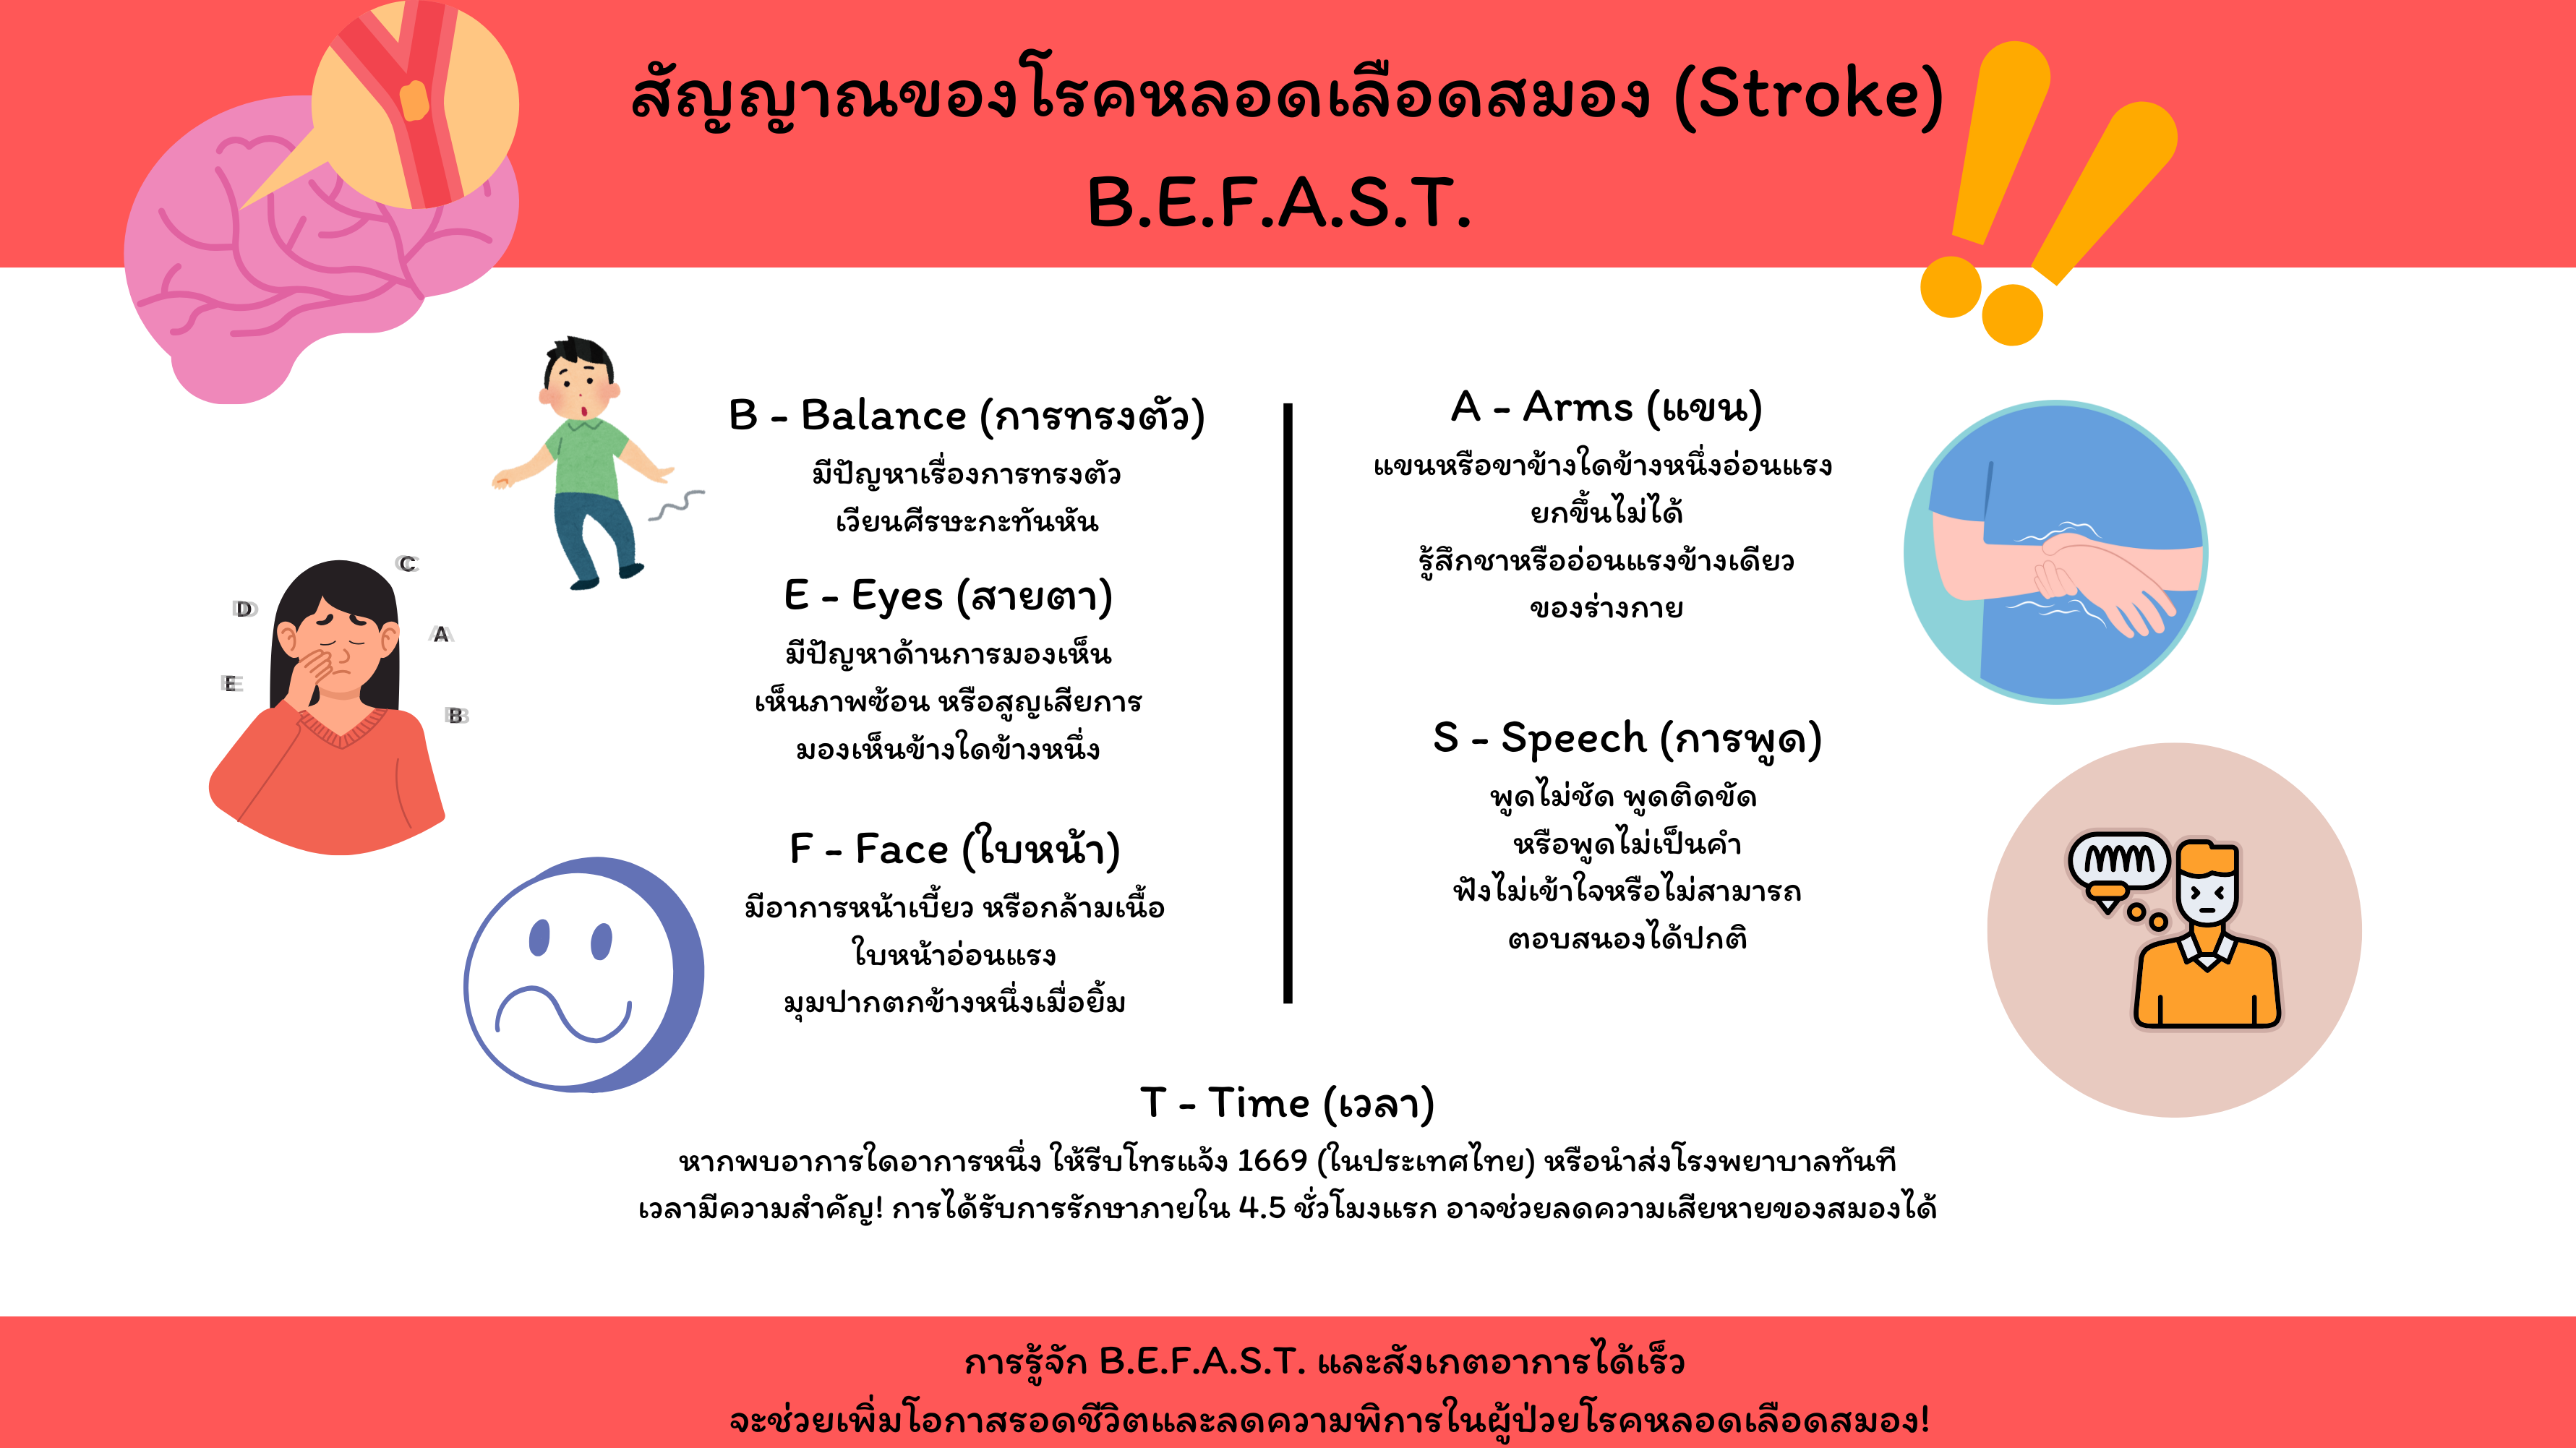 สัญญาณของโรคหลอดเลือดสมอง (Stroke)
B.E.F.A.S.T.
B - Balance (การทรงตัว)
มีปัญหาเรื่องการทรงตัว
เวียนศีรษะกะทันหัน
E - Eyes (สายตา)
มีปัญหาด้านการมองเห็น
เห็นภาพซ้อน หรือสูญเสียการ
มองเห็นข้างใดข้างหนึ่ง
F - Face (ใบหน้า)
มีอาการหน้าเบี้ยว หรือกล้ามเนื้อ
ใบหน้าอ่อนแรง
มุมปากตกข้างหนึ่งเมื่อยิ้ม
A - Arms (แขน)
แขนหรือขาข้างใดข้างหนึ่งอ่อนแรง
ยกขึ้นไม่ได้
รู้สึกชาหรืออ่อนแรงข้างเดียว
ของร่างกาย
S - Speech (การพูด)
พูดไม่ชัด พูดติดขัด
หรือพูดไม่เป็นคำ
ฟังไม่เข้าใจหรือไม่สามารถ
ตอบสนองได้ปกติ
C
D
A
E
B
T - Time (เวลา)
หากพบอาการใดอาการหนึ่ง ให้รีบโทรแจ้ง 1669 (ในประเทศไทย) หรือนำส่งโรงพยาบาลทันที
เวลามีความสำคัญ! การได้รับการรักษาภายใน 4.5 ชั่วโมงแรก อาจช่วยลดความเสียหายของสมองได้
การรู้จัก B.E.F.A.S.T. และสังเกตอาการได้เร็ว
จะช่วยเพิ่มโอกาสรอดชีวิตและลดความพิการในผู้ป่วยโรคหลอดเลือดสมอง!